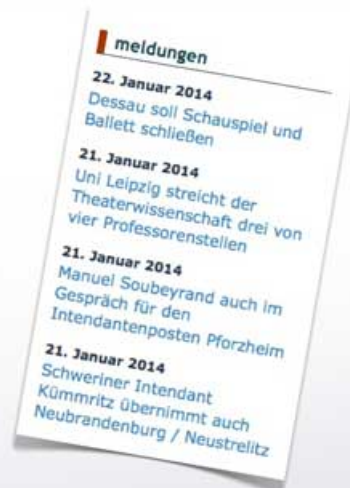 meldungen
22. Januar 2014
Dessau soll Schauspiel und
Ballett schließen
21. Januar 2014
Uni Leipzig streicht der
Theaterwissenschaft drei von
vier Professorenstellen
21. Januar 2014
Manuel Soubeyrand auch im
Gespräch für den
Intendantenposten Pforzheim
21. Januar 2014
Schweriner Intendant
Kümmritz übernimmt auch
Neubrandenburg / Neustrelitz